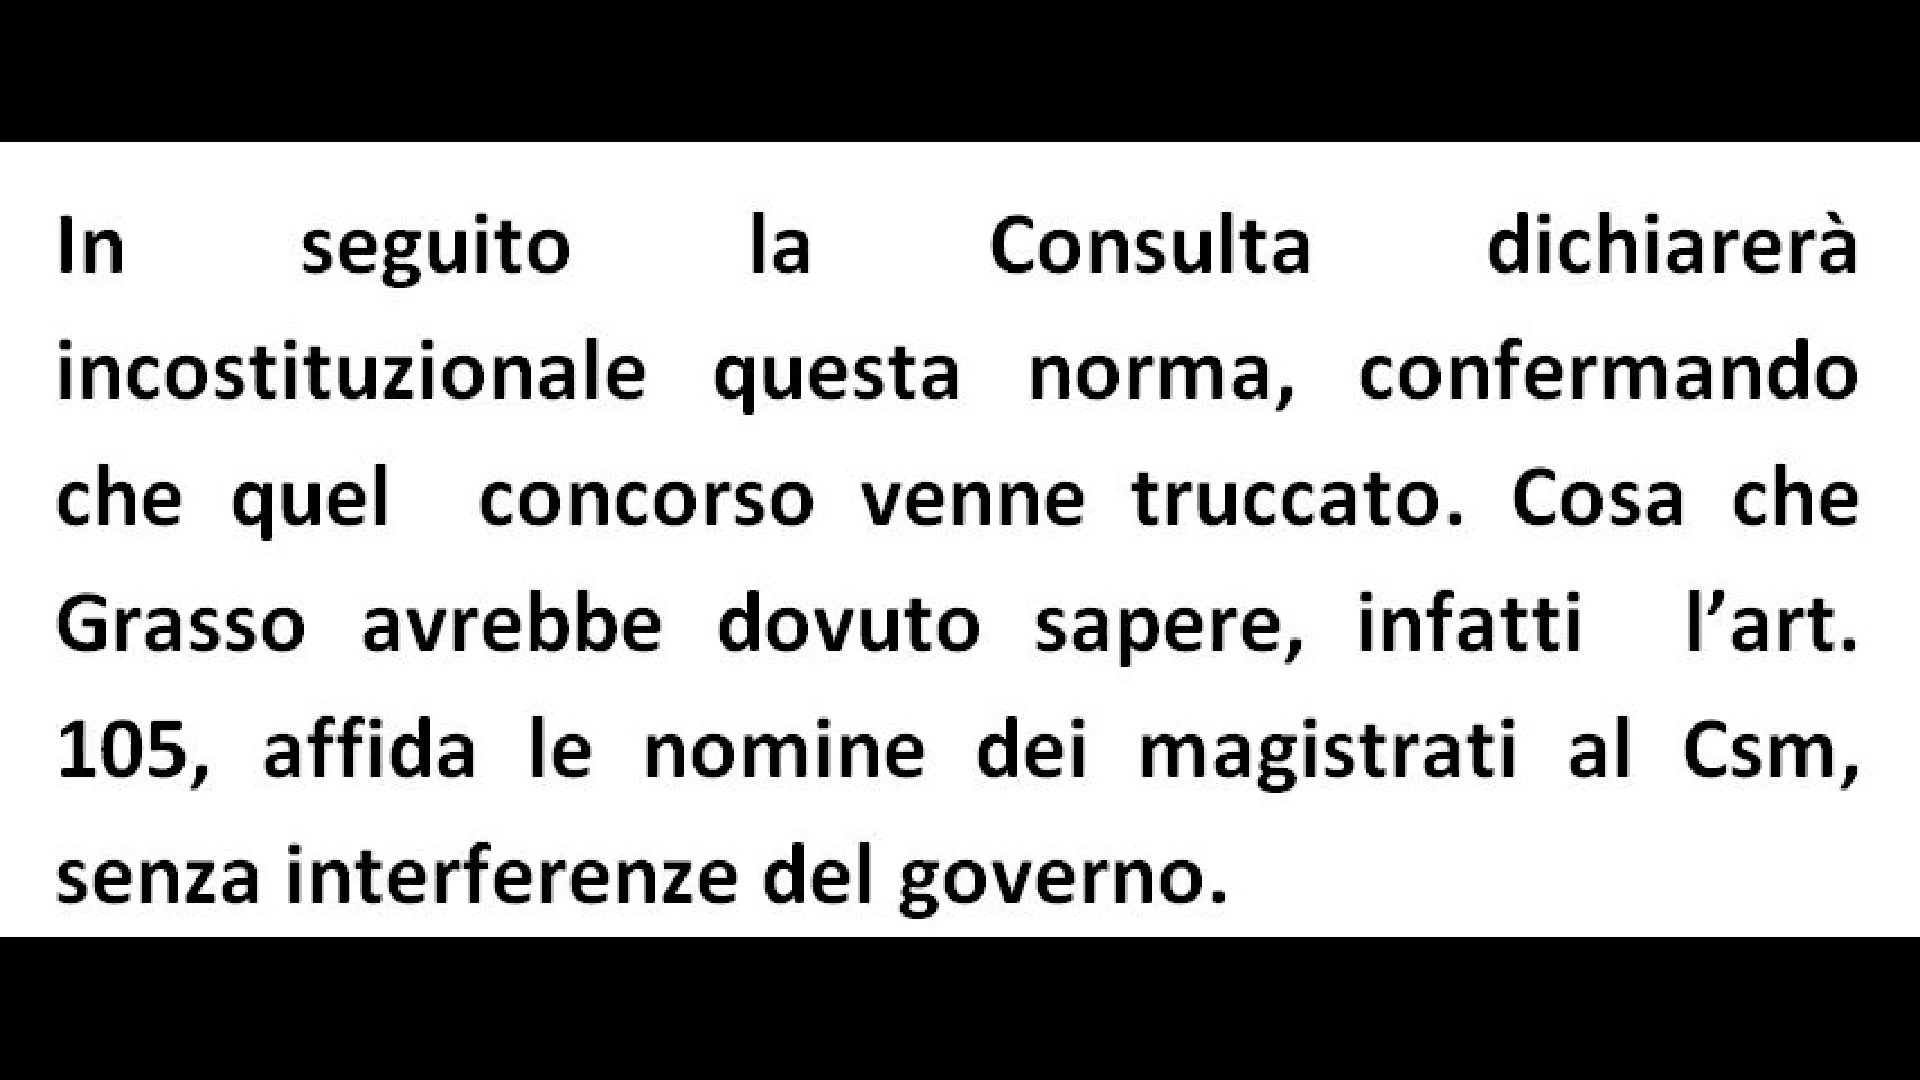 In seguito la Consulta dichiarerà
incostituzionale questa norma, confermando
che quel concorso venne truccato. Cosa che
Grasso avrebbe dovuto sapere, infatti l’art.
105, affida le nomine dei magistrati al Csm,
senza interferenze del governo.